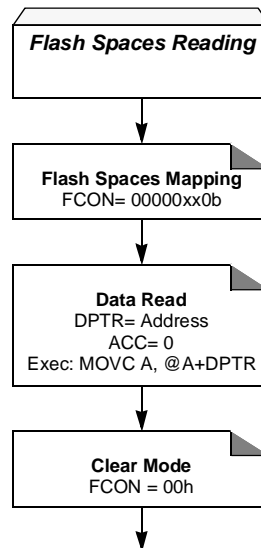 Flash Spaces Reading
Flash Spaces Mapping
FCON= 00000xx0b
Data Read
DPTR= Address
ACC= 0
Exec: MOVC A, @A+DPTR
Clear Mode
FCON = 00h